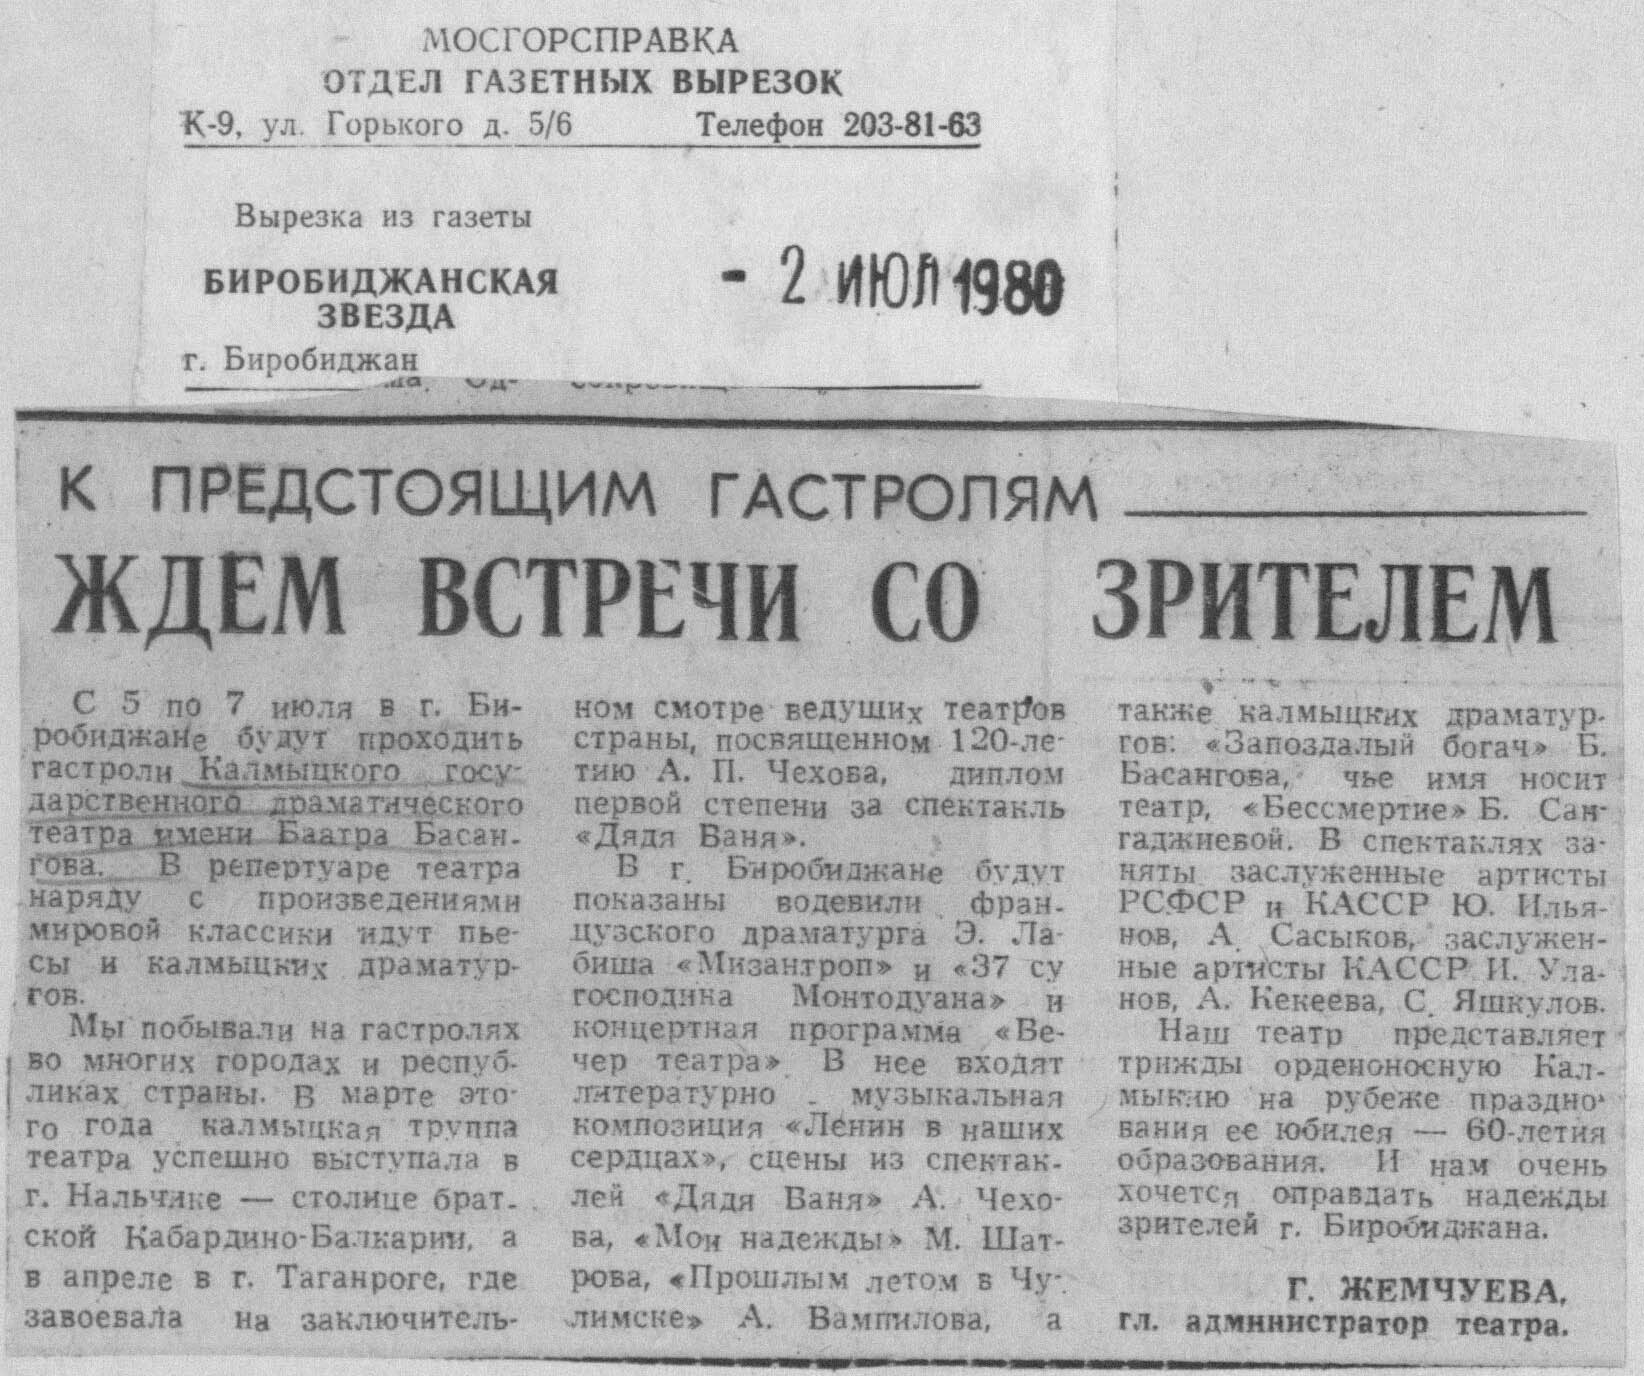 МОСГОРСПРАВКА
ОТДЕЛ ГАЗЕТНЫХ ВЫРЕЗОК
К-9, ул. Горького д. 5/6 Телефон 203-81-63
Вырезка из газеты
БИРОБИДЖАНСКАЯ
ЗВЕЗДА
- 2 ИЮЛ 1980
г. Биробиджан
К ПРЕДСТОЯЩИМ ГАСТРОЛЯМ
ЖДЕМ ВСТРЕЧИ СО ЗРИТЕЛЕМ
С 5 по 7 июля в г. Би-
робиджане будут проходить
гастроли Калмыцкого госу-
дарственного драматического
театра имени Баатра Басан-
гова. В репертуаре театра
наряду с произведениями
мировой классики идут пье-
сы и калмыцких драматур-
гов.
Мы побывали на гастролях
во многих городах и респуб-
ликах страны. В марте это-
го года калмыцкая труппа
театра успешно выступала в
г. Нальчике — столице брат-
ской Кабардино-Балкарии, а
в апреле в г. Таганроге, где
завоевала на заключитель-
ном смотре ведущих театров
страны, посвященном 120-ле-
тию А. П. Чехова, диплом
первой степени за спектакль
«Дядя Ваня».
В г. Биробиджане будут
показаны водевили фран-
цузского драматурга Э. Ла-
биша «Мизантроп» и «37 су
господина Монтодуана» и
концертная программа «Ве-
чер театра». В нее входят
литературно - музыкальная
композиция «Ленин в наших
сердцах», сцены из спектак-
лей «Дядя Ваня» А. Чехо-
ва, «Мои надежды» М. Шат-
рова, «Прошлым летом в Чу-
лимске» А. Вампилова, а
также калмыцких драматур-
гов: «Запоздалый богач» Б.
Басангова, чье имя носит
театр, «Бессмертие» Б. Сан-
гаджиевой. В спектаклях за-
няты заслуженные артисты
РСФСР и КАССР Ю. Илья-
нов, А. Сасыков, заслужен-
ные артисты КАССР И. Ула-
нов, А. Кекеева, С. Яшкулов.
Наш театр представляет
трижды орденоносную Кал-
мыкию на рубеже праздно-
вания ее юбилея — 60-летия
образования. И нам очень
хочется оправдать надежды
зрителей г. Биробиджана.
Г. ЖЕМЧУЕВА,
гл. администратор театра.